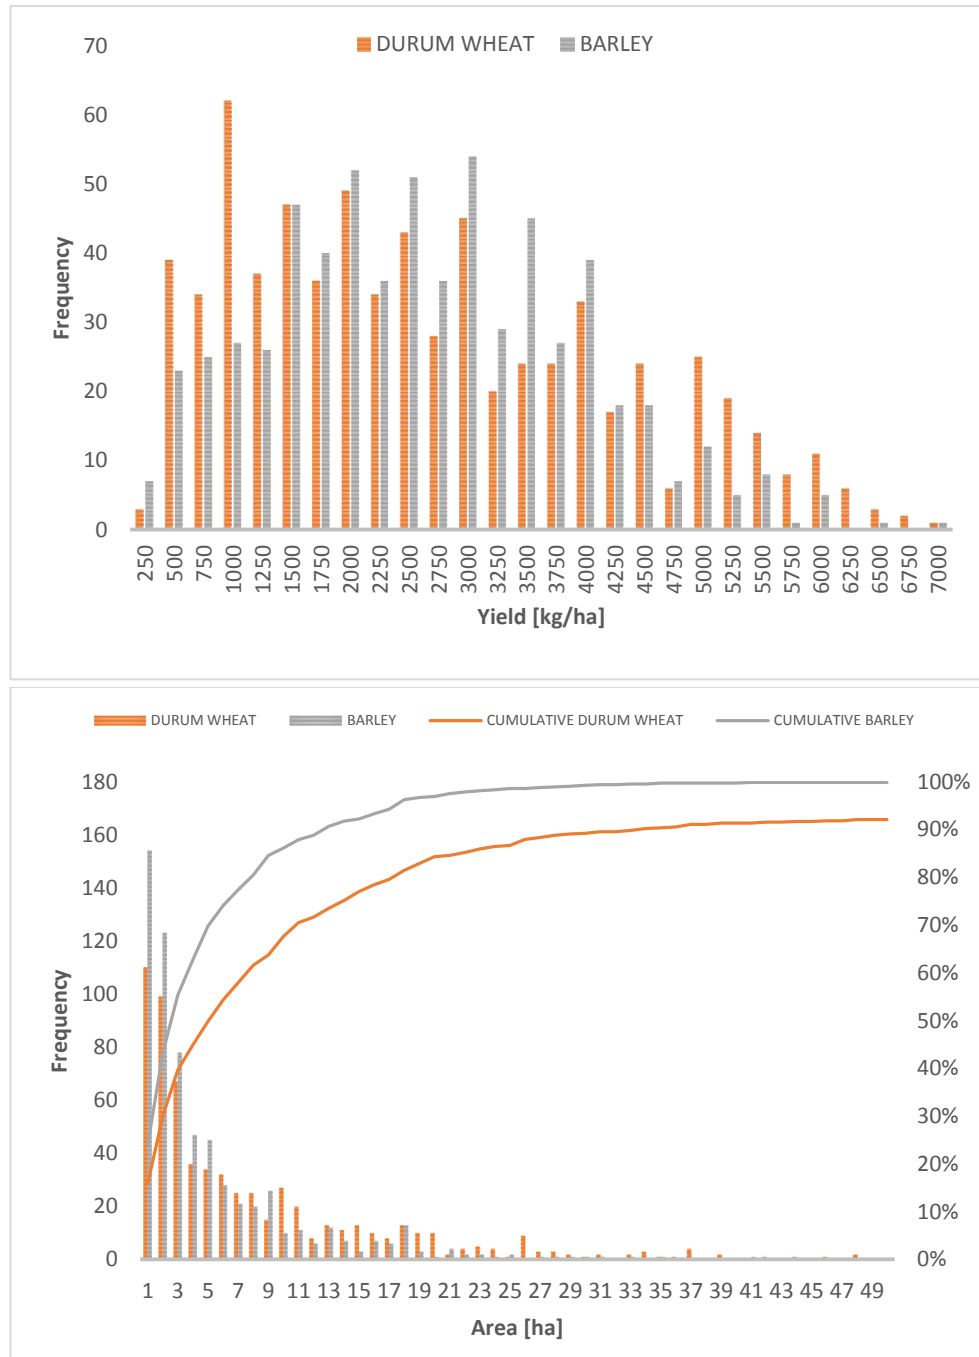 DURUM WHEAT BARLEY
70
60
50
40
30
20
10
0
Frequency
250 500 750 1000 1250 1500 1750 2000 2250 2500 2750 3000 3250 3500 3750 4000 4250 4500 4750 5000 5250 5500 5750 6000 6250 6500 6750 7000
Yield [kg/ha]
DURUM WHEAT BARLEY CUMULATIVE DURUM WHEAT CUMULATIVE BARLEY
180 100%
160 90%
140 80%
120 70%
100 60%
80 50%
60 40%
40 30%
20 20%
0 10%
0%
Frequency
1 3 5 7 9 11 13 15 17 19 21 23 25 27 29 31 33 35 37 39 41 43 45 47 49
Area [ha]